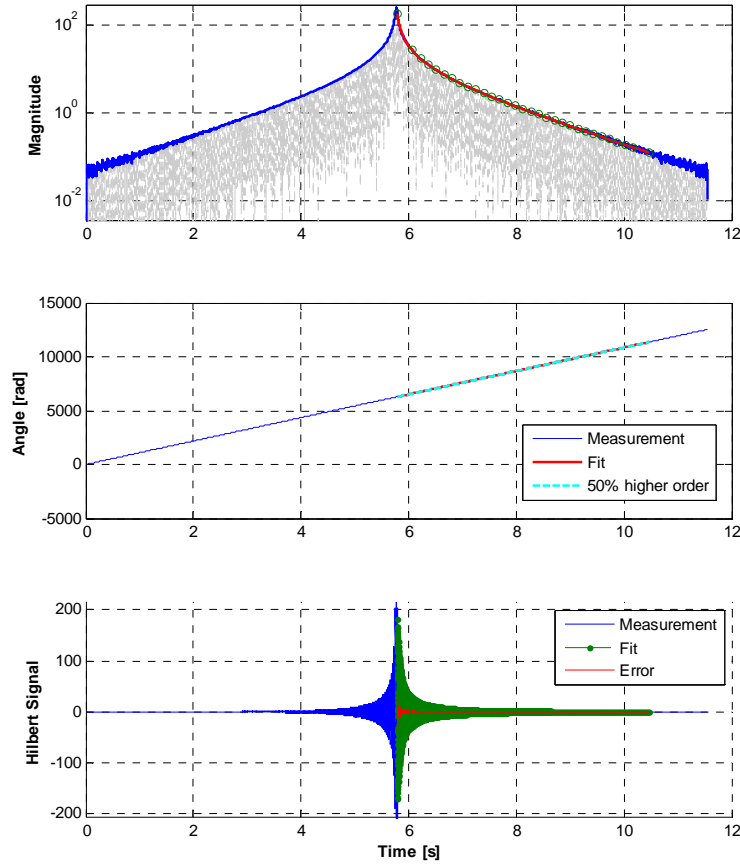 10^2
10^0
10^-2
Magnitude
0 2 4 6 8 10 12
15000
10000
5000
0
-5000
Angle [rad]
Measurement
Fit
50% higher order
0 2 4 6 8 10 12
200
100
0
-100
-200
Hilbert Signal
Measurement
Fit
Error
0 2 4 6 8 10 12
Time [s]